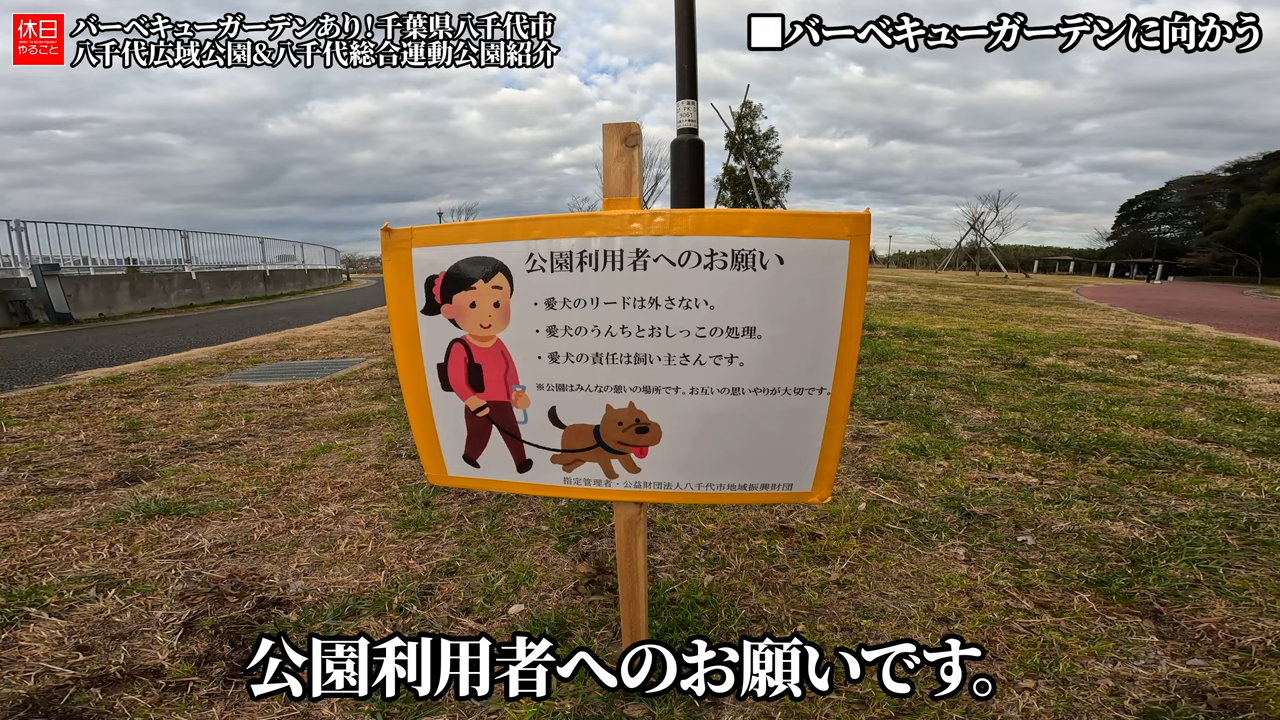 休日
やること
バーベキューガーデンあり!千葉県八千代市
八千代広域公園&八千代総合運動公園紹介
■バーベキューガーデンに向かう
公園利用者へのお願い
・愛犬のリードは外さない。
・愛犬のうんちとおしっこの処理。
・愛犬の責任は飼い主さんです。
※公園はみんなの憩いの場所です。お互いの思いやりが大切です。
指定管理者・公益財団法人八千代市地域振興財団
公園利用者へのお願いです。